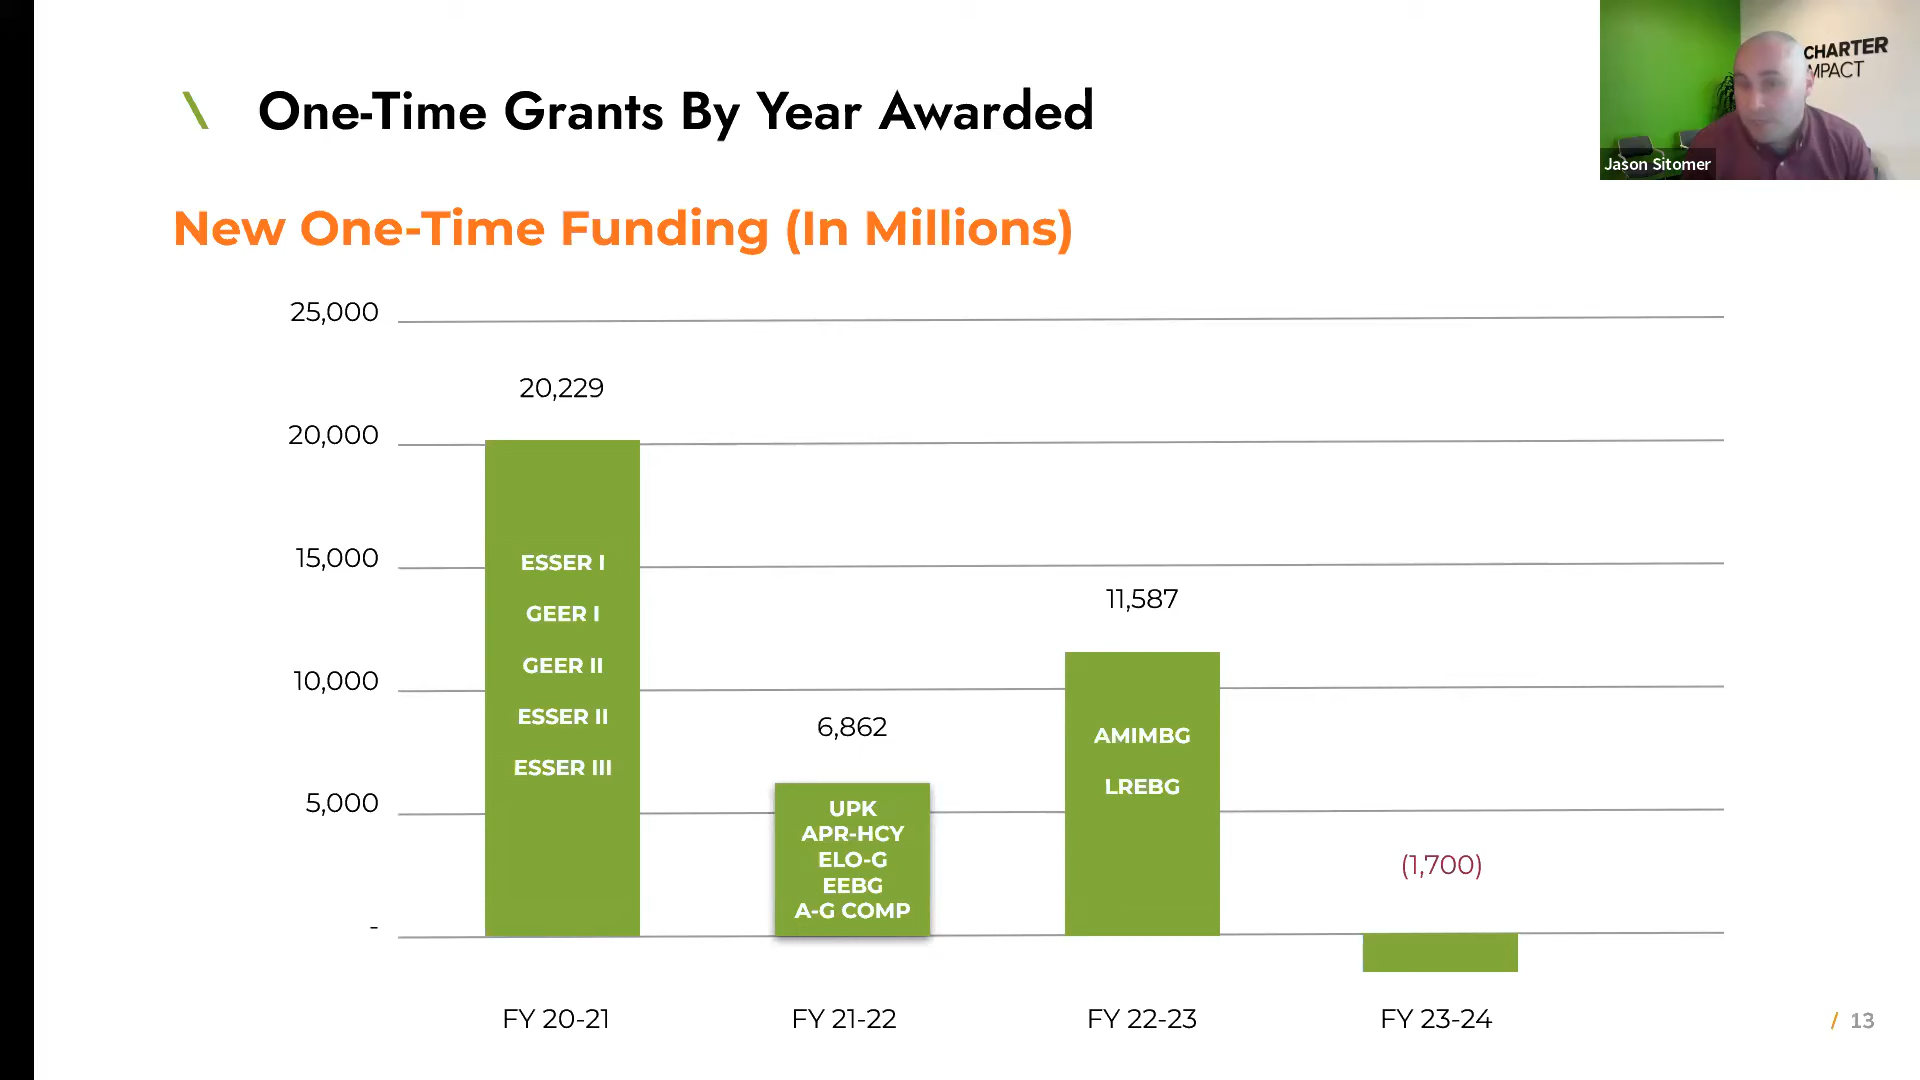 \ One-Time Grants By Year Awarded
CHARTER
IMPACT
Jason Sitomer
New One-Time Funding (In Millions)
25,000
20,229
20,000
ESSER I
15,000
GEER I
11,587
GEER II
10,000
ESSER II
6,862
AMIMBG
ESSER III
LREBG
5,000
UPK
APR-HCY
ELO-G
EEBG
A-G COMP
(1,700)
-
FY 20-21
FY 21-22
FY 22-23
FY 23-24
/ 13